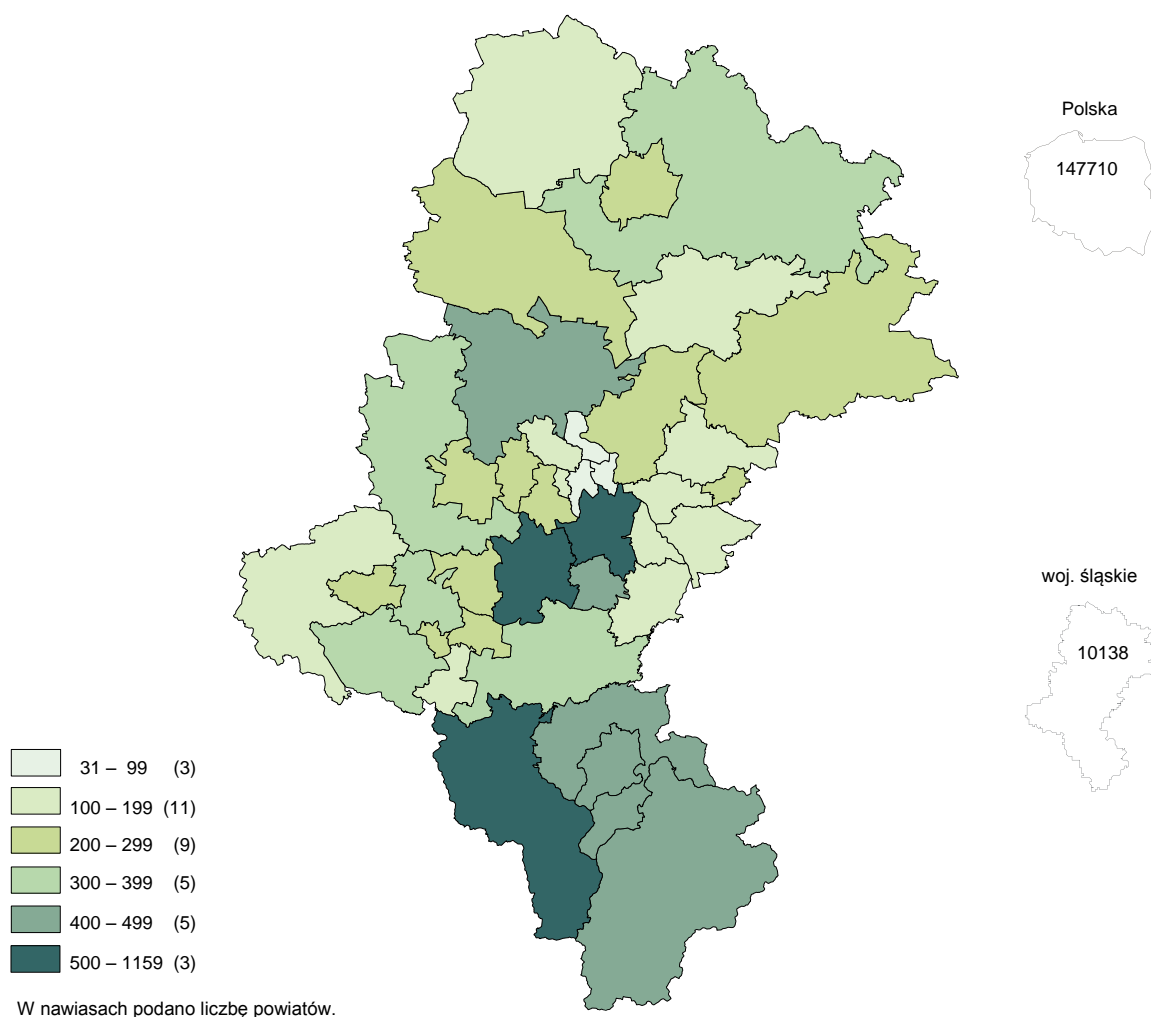 Polska
147710
woj. śląskie
10138
31 – 99 (3)
100 – 199 (11)
200 – 299 (9)
300 – 399 (5)
400 – 499 (5)
500 – 1159 (3)
W nawiasach podano liczbę powiatów.